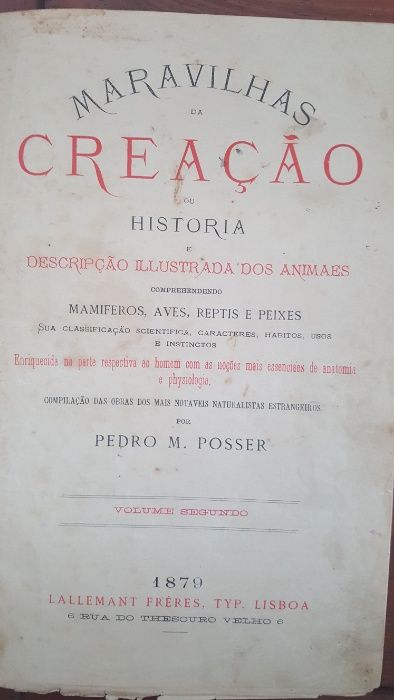 MARAVILHAS
DA
CREAÇÃO
OU
HISTORIA
E
DESCRIPÇÃO ILLUSTRADA DOS ANIMAES
COMPREHENDENDO
MAMIFEROS, AVES, REPTIS E PEIXES
SUA CLASSIFICAÇÃO SCIENTIFICA, CARACTERES, HABITOS, USOS
E INSTINCTOS
Enriquecida na parte respectiva ao homem com as noções mais essenciaes de anatomia
e physiologia.
COMPILAÇÃO DAS OBRAS DOS MAIS NOTAVEIS NATURALISTAS ESTRANGEIROS
POR
PEDRO M. POSSER
VOLUME SEGUNDO
1879
LALLEMANT FRÈRES, TYP. LISBOA
6 RUA DO THESOURO VELHO 6